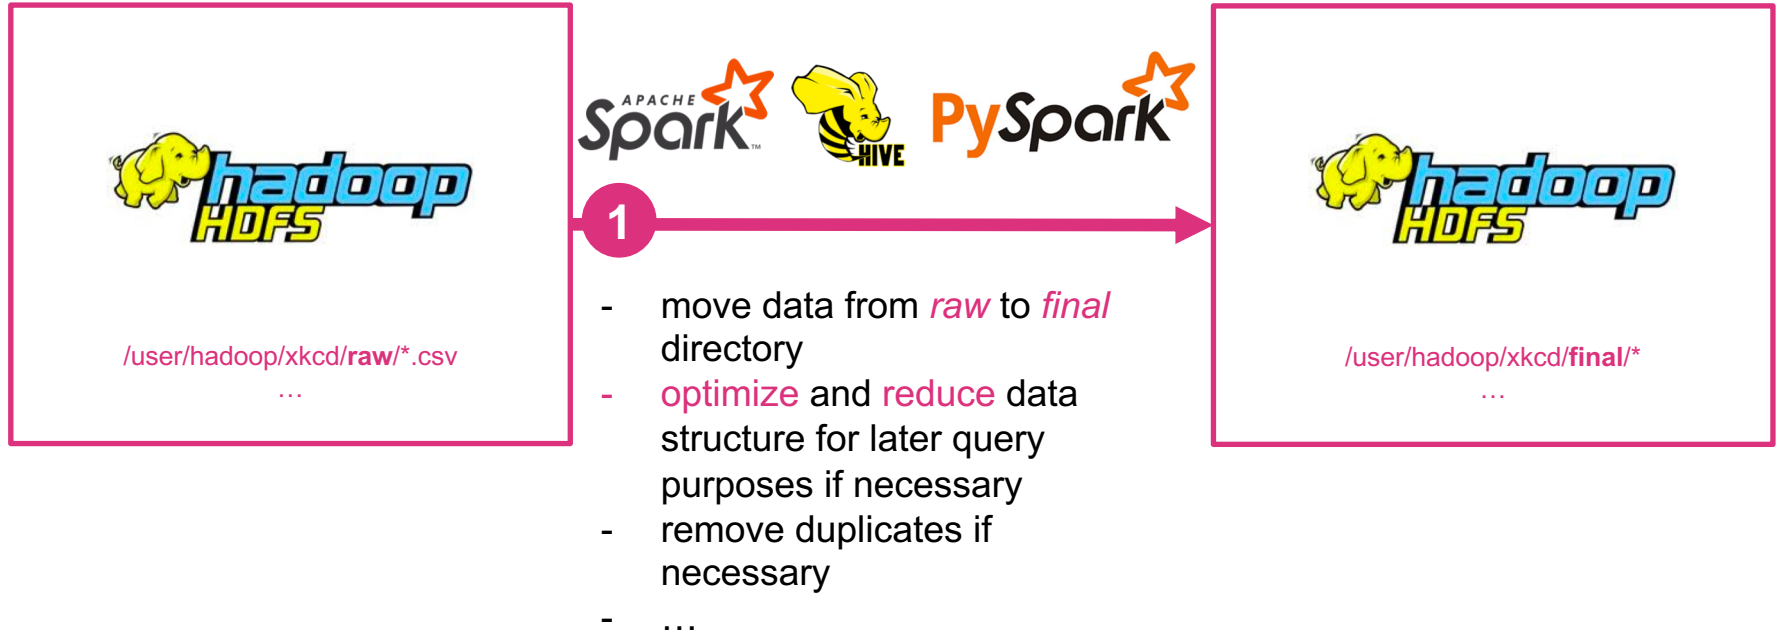 hadoop
HDFS
/user/hadoop/xkcd/raw/*.csv
…
APACHE
Spark™
HIVE
PySpark
1
- move data from raw to final
directory
- optimize and reduce data
structure for later query
purposes if necessary
- remove duplicates if
necessary
- …
hadoop
HDFS
/user/hadoop/xkcd/final/*
…